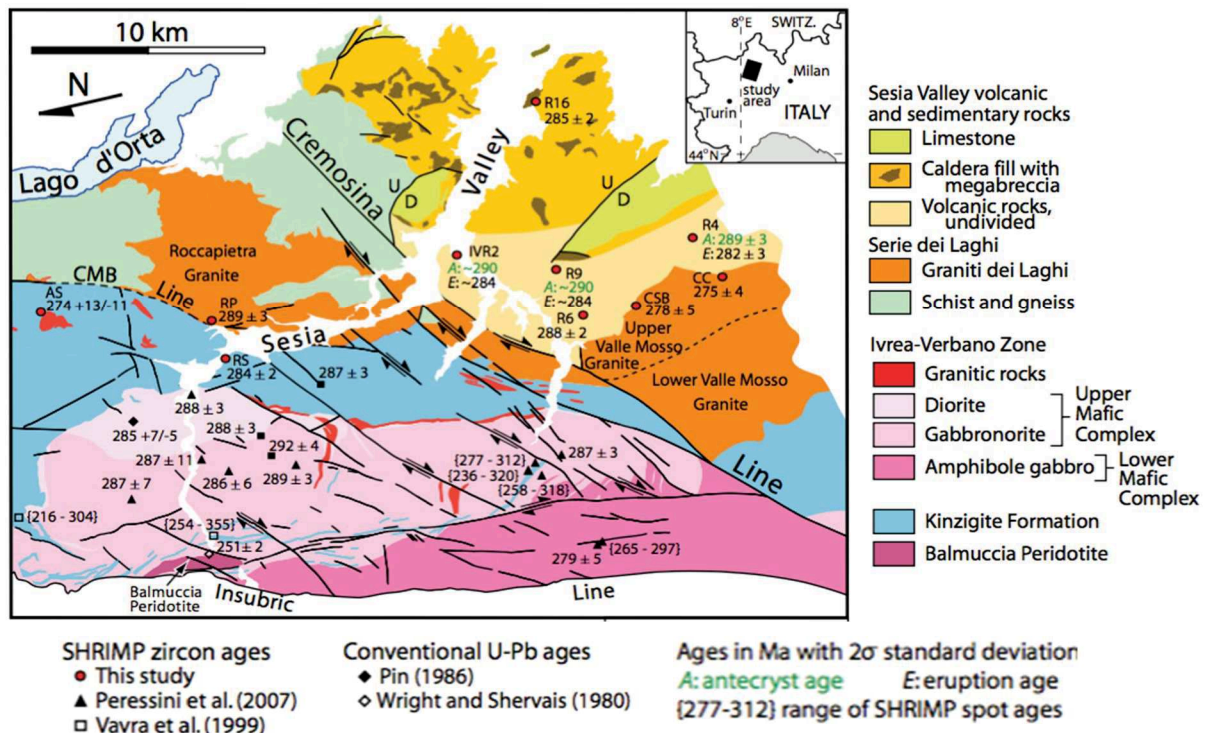 10 km
N
Lago d'Orta
Cremosina
Valley
U
D
U
D
R16
285 ± 2
8°E
SWITZ.
Milan
study
area
Turin
ITALY
44°N
Roccapietra
Granite
CMB
Line
AS
274 +13/-11
RP
289 ± 3
Sesia
RS
284 ± 2
IVR2
A: ~290
E: ~284
R9
A: ~290
E: ~284
R6
288 ± 2
R4
A: 289 ± 3
E: 282 ± 3
CC
275 ± 4
CSB
278 ± 5
Upper
Valle Mosso
Granite
Lower Valle Mosso
Granite
287 ± 3
288 ± 3
285 +7/-5
288 ± 3
292 ± 4
287 ± 11
286 ± 6
289 ± 3
287 ± 7
{216 - 304}
{254 - 355}
251 ± 2
{277 - 312}
{236 - 320}
{258 - 318}
287 ± 3
279 ± 5
{265 - 297}
Line
Balmuccia
Peridotite
Insubric
Line
Sesia Valley volcanic
and sedimentary rocks
Limestone
Caldera fill with
megabreccia
Volcanic rocks,
undivided
Serie dei Laghi
Graniti dei Laghi
Schist and gneiss
Ivrea-Verbano Zone
Granitic rocks
Diorite
Gabbronorite
Upper
Mafic
Complex
Amphibole gabbro
Lower
Mafic
Complex
Kinzigite Formation
Balmuccia Peridotite
SHRIMP zircon ages
This study
Peressini et al. (2007)
Vavra et al. (1999)
Conventional U-Pb ages
Pin (1986)
Wright and Shervais (1980)
Ages in Ma with 2σ standard deviation
A: antecryst age
E: eruption age
{277-312} range of SHRIMP spot ages